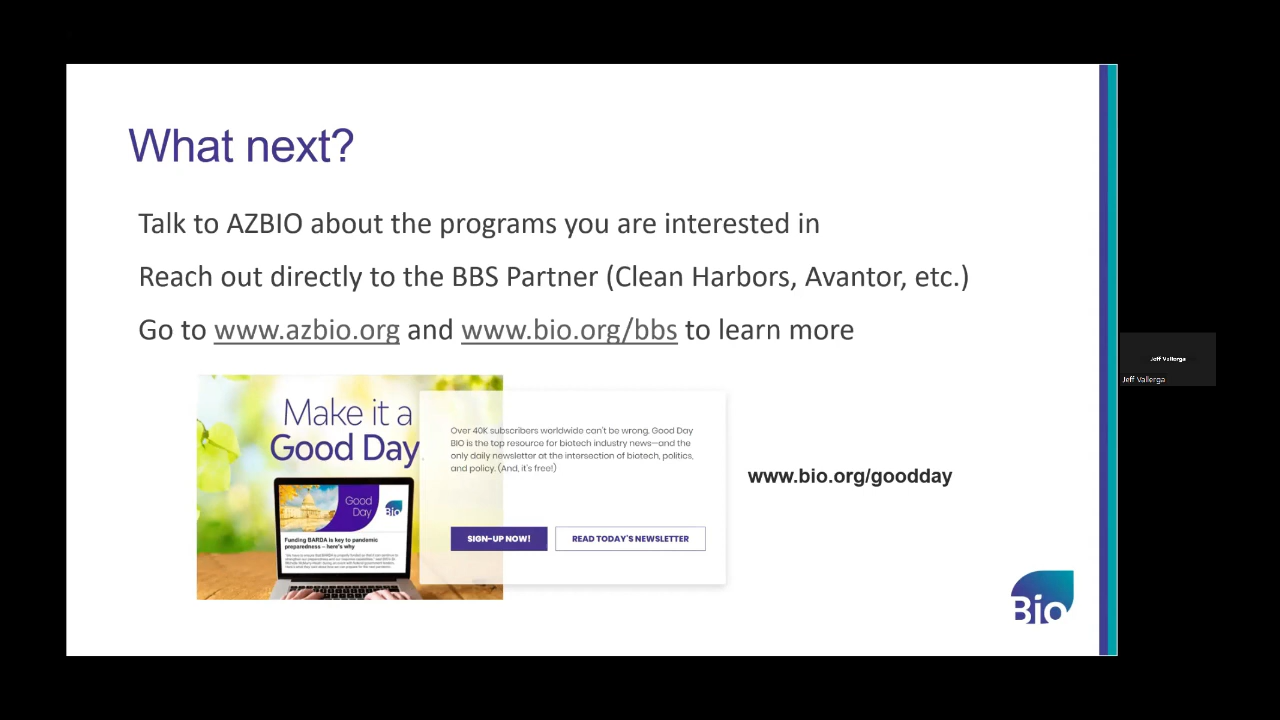 What next?
Talk to AZBIO about the programs you are interested in
Reach out directly to the BBS Partner (Clean Harbors, Avantor, etc.)
Go to www.azbio.org and www.bio.org/bbs to learn more
Make it a
Good Day
Good
Day
Bio
Funding BARDA is key to pandemic
preparedness – here's why
Over 40K subscribers worldwide can't be wrong. Good Day
BIO is the top resource for biotech industry news—and the
only daily newsletter at the intersection of biotech, politics,
and policy. (And, it's free!)
SIGN-UP NOW!
READ TODAY'S NEWSLETTER
www.bio.org/goodday
Bio
Jeff Vallerga
Jeff Vallerga